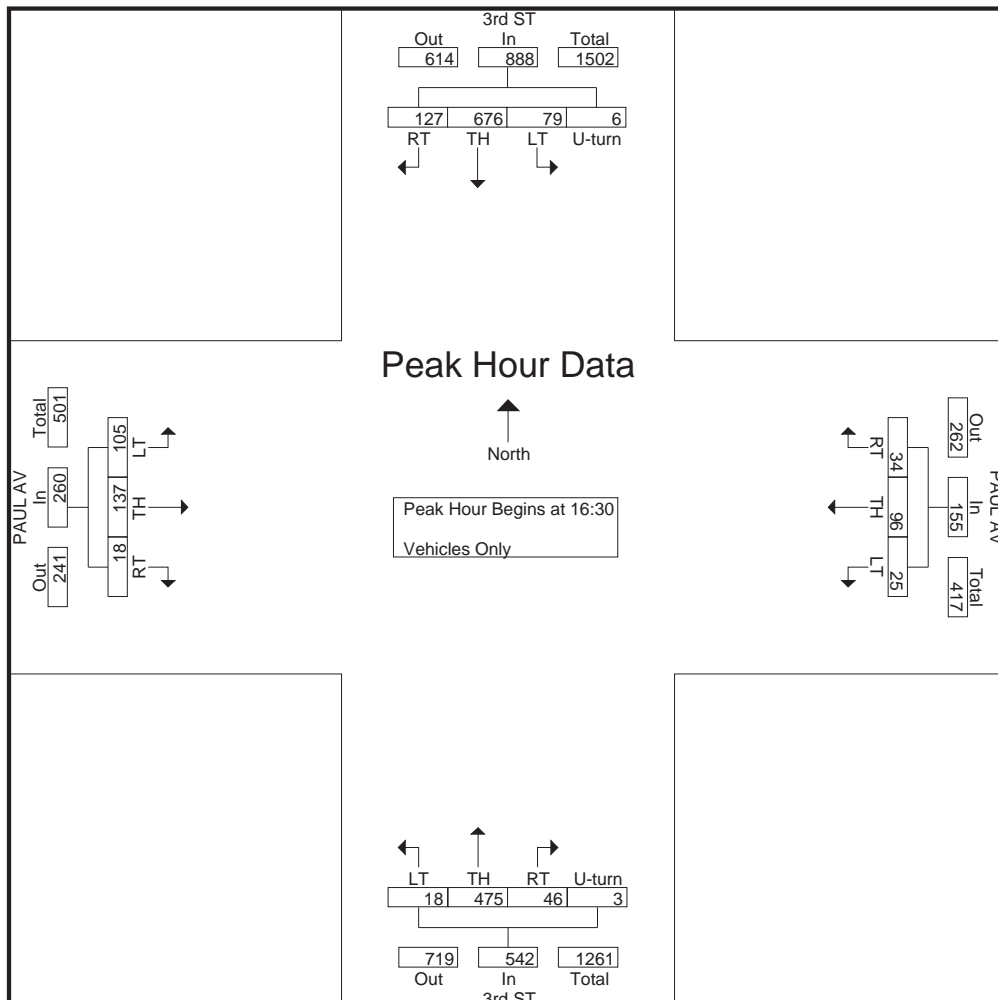 3rd ST
Out In Total
614 888 1502
127 676 79 6
RT TH LT U-turn
Peak Hour Data
North
Peak Hour Begins at 16:30
Vehicles Only
PAUL AV
Total In Out
501 260 241
105 137 18
LT TH RT
RT TH LT
34 96 25
Out In Total
262 155 417
PAUL AV
LT TH RT U-turn
18 475 46 3
719 542 1261
Out In Total
3rd ST